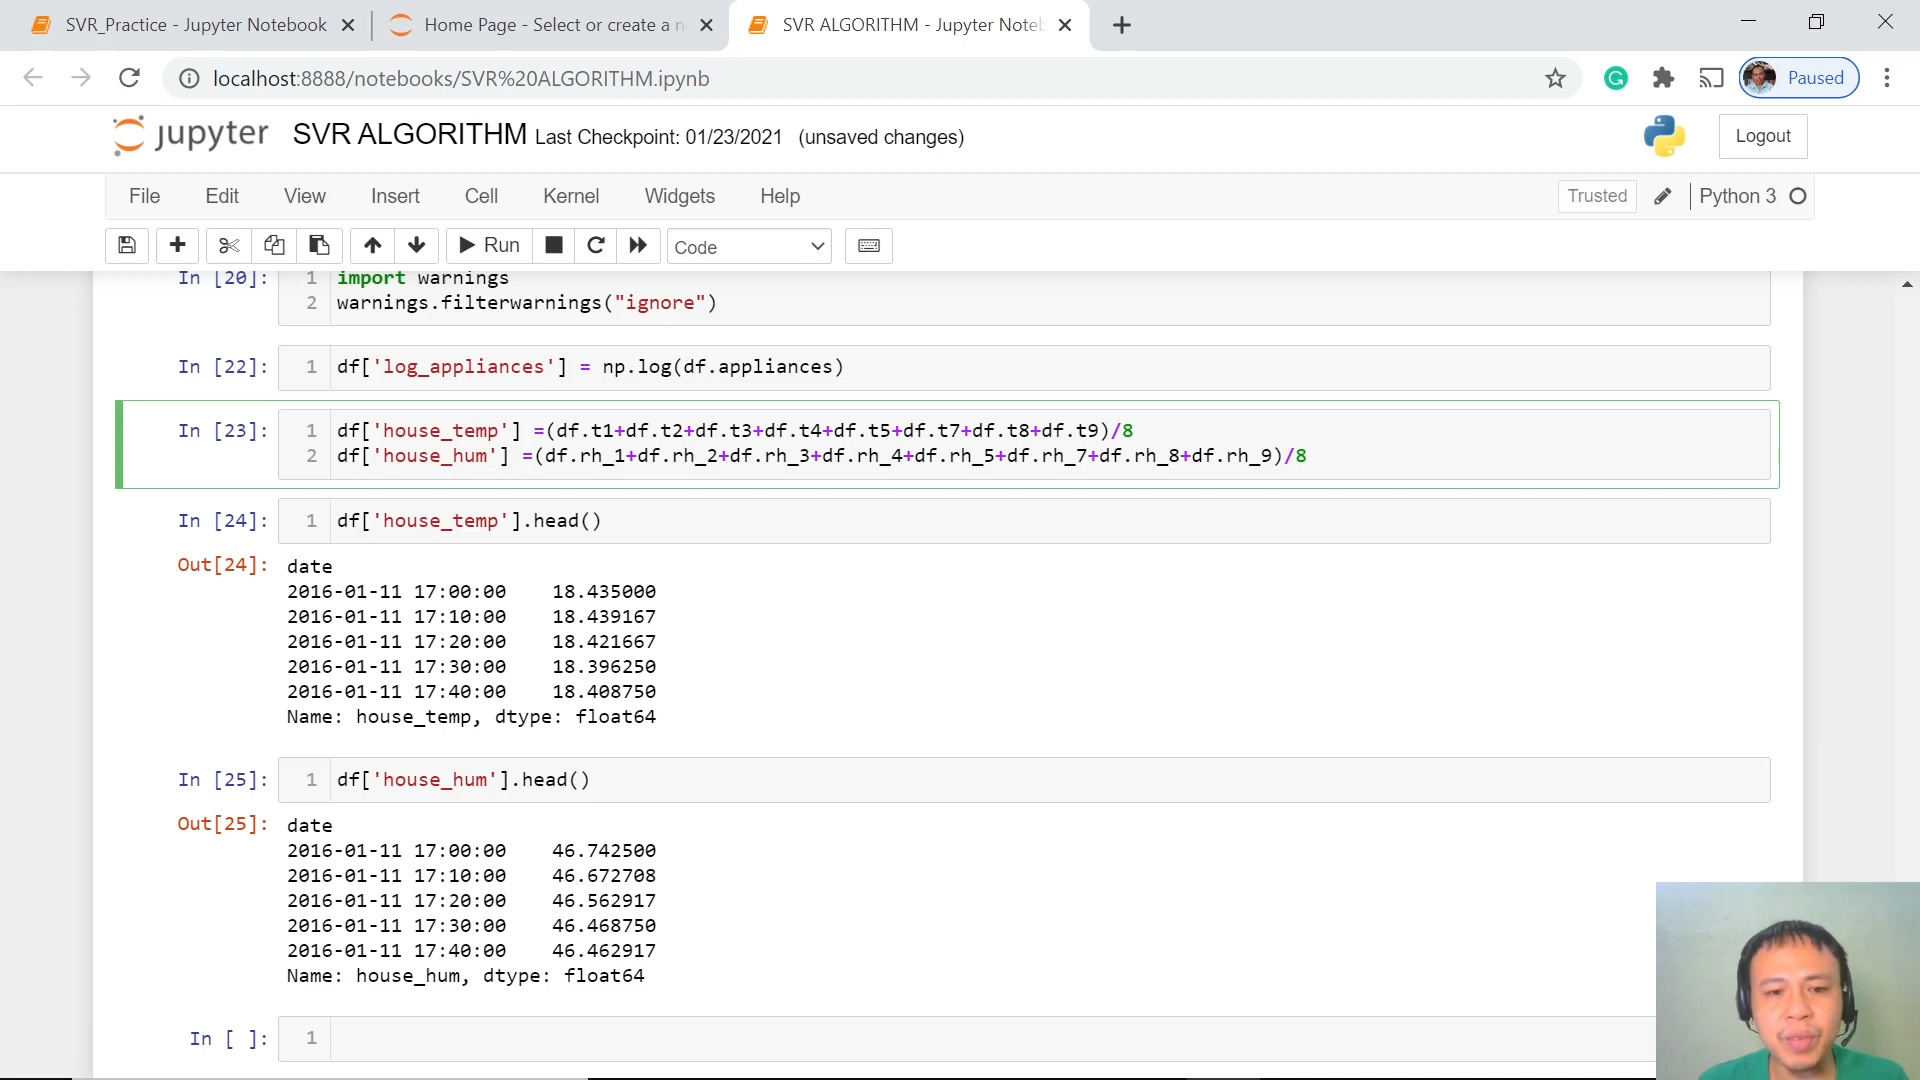 SVR_Practice - Jupyter Notebook
Home Page - Select or create a n
SVR ALGORITHM - Jupyter Noteb
localhost:8888/notebooks/SVR%20ALGORITHM.ipynb
Paused
jupyter SVR ALGORITHM Last Checkpoint: 01/23/2021 (unsaved changes)
Logout
File Edit View Insert Cell Kernel Widgets Help
Trusted
Python 3
Run
Code
In [20]:
1 import warnings
2 warnings.filterwarnings("ignore")
In [22]:
1 df['log_appliances'] = np.log(df.appliances)
In [23]:
1 df['house_temp'] =(df.t1+df.t2+df.t3+df.t4+df.t5+df.t7+df.t8+df.t9)/8
2 df['house_hum'] =(df.rh_1+df.rh_2+df.rh_3+df.rh_4+df.rh_5+df.rh_7+df.rh_8+df.rh_9)/8
In [24]:
1 df['house_temp'].head()
Out[24]:
date
2016-01-11 17:00:00 18.435000
2016-01-11 17:10:00 18.439167
2016-01-11 17:20:00 18.421667
2016-01-11 17:30:00 18.396250
2016-01-11 17:40:00 18.408750
Name: house_temp, dtype: float64
In [25]:
1 df['house_hum'].head()
Out[25]:
date
2016-01-11 17:00:00 46.742500
2016-01-11 17:10:00 46.672708
2016-01-11 17:20:00 46.562917
2016-01-11 17:30:00 46.468750
2016-01-11 17:40:00 46.462917
Name: house_hum, dtype: float64
In [ ]:
1